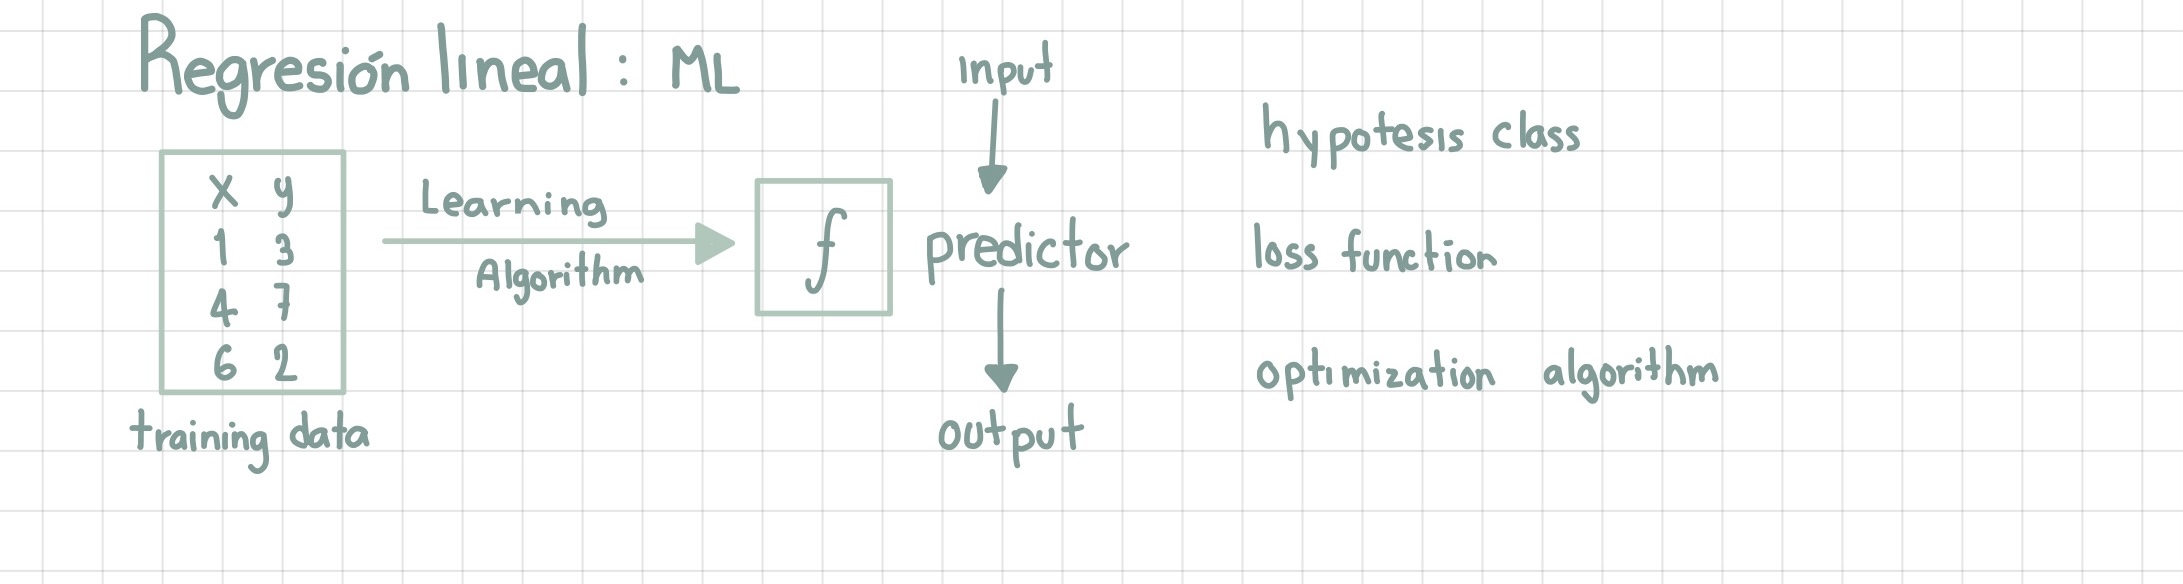 Regresión lineal : ML
x y
1 3
4 7
6 2
training data
Learning
Algorithm
f
input
predictor
output
hypotesis class
loss function
optimization algorithm